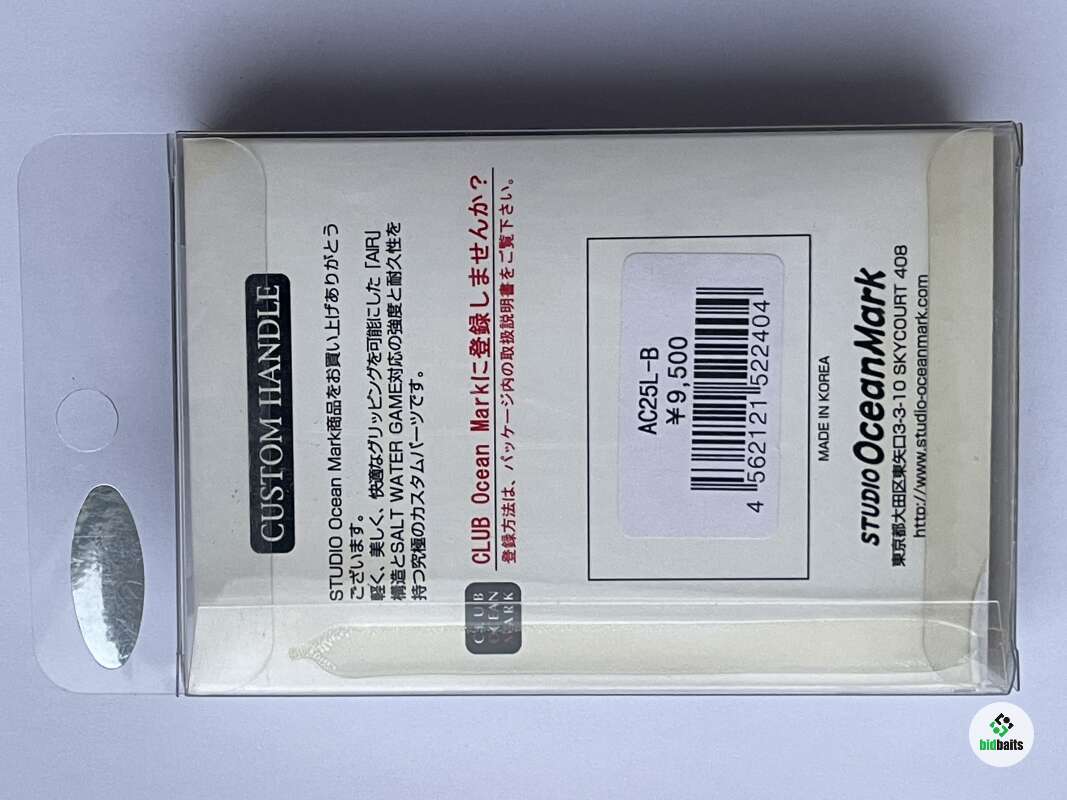 CUSTOM HANDLE
STUDIO Ocean Mark商品をお買い上げありがとう
ございます。
軽く、美しく、快適なグリッピングを可能にした「AIR」
構造とSALT WATER GAME対応の強度と耐久性を
持つ究極のカスタムパーツです。
CLUB
OCEAN
MARK
CLUB Ocean Markに登録しませんか？
登録方法は、パッケージ内の取扱説明書をご覧下さい。
AC25L-B
¥9,500
4 562121 522404
MADE IN KOREA
STUDIO OceanMark
東京都大田区東矢口3-3-10 SKYCOURT 408
http://www.studio-oceanmark.com
bidbaits